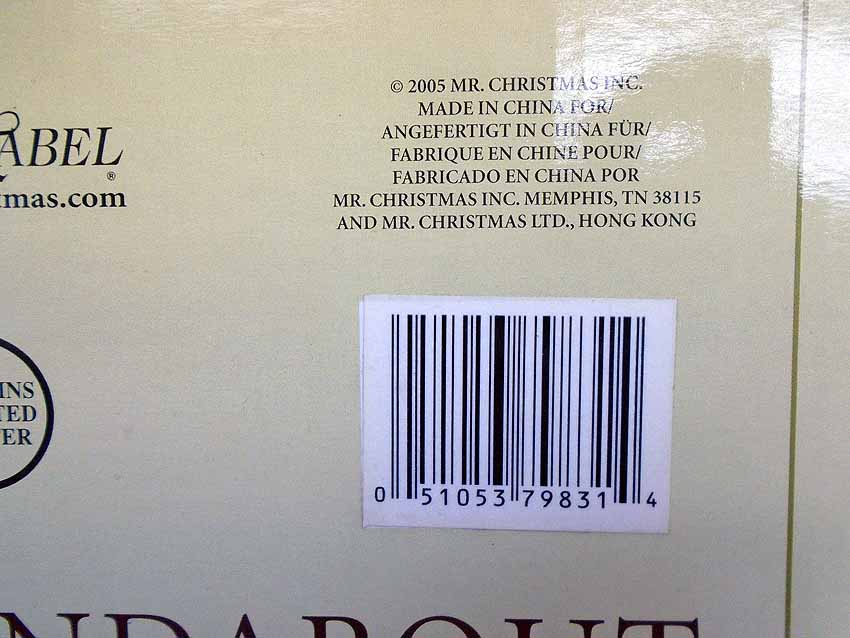 © 2005 MR. CHRISTMAS INC.
MADE IN CHINA FOR/
ANGEFERTIGT IN CHINA FÜR/
FABRIQUE EN CHINE POUR/
FABRICADO EN CHINA POR
MR. CHRISTMAS INC. MEMPHIS, TN 38115
AND MR. CHRISTMAS LTD., HONG KONG
ABEL
®
mas.com
INS
TED
ER
0 51053 79831 4
NDABOUT